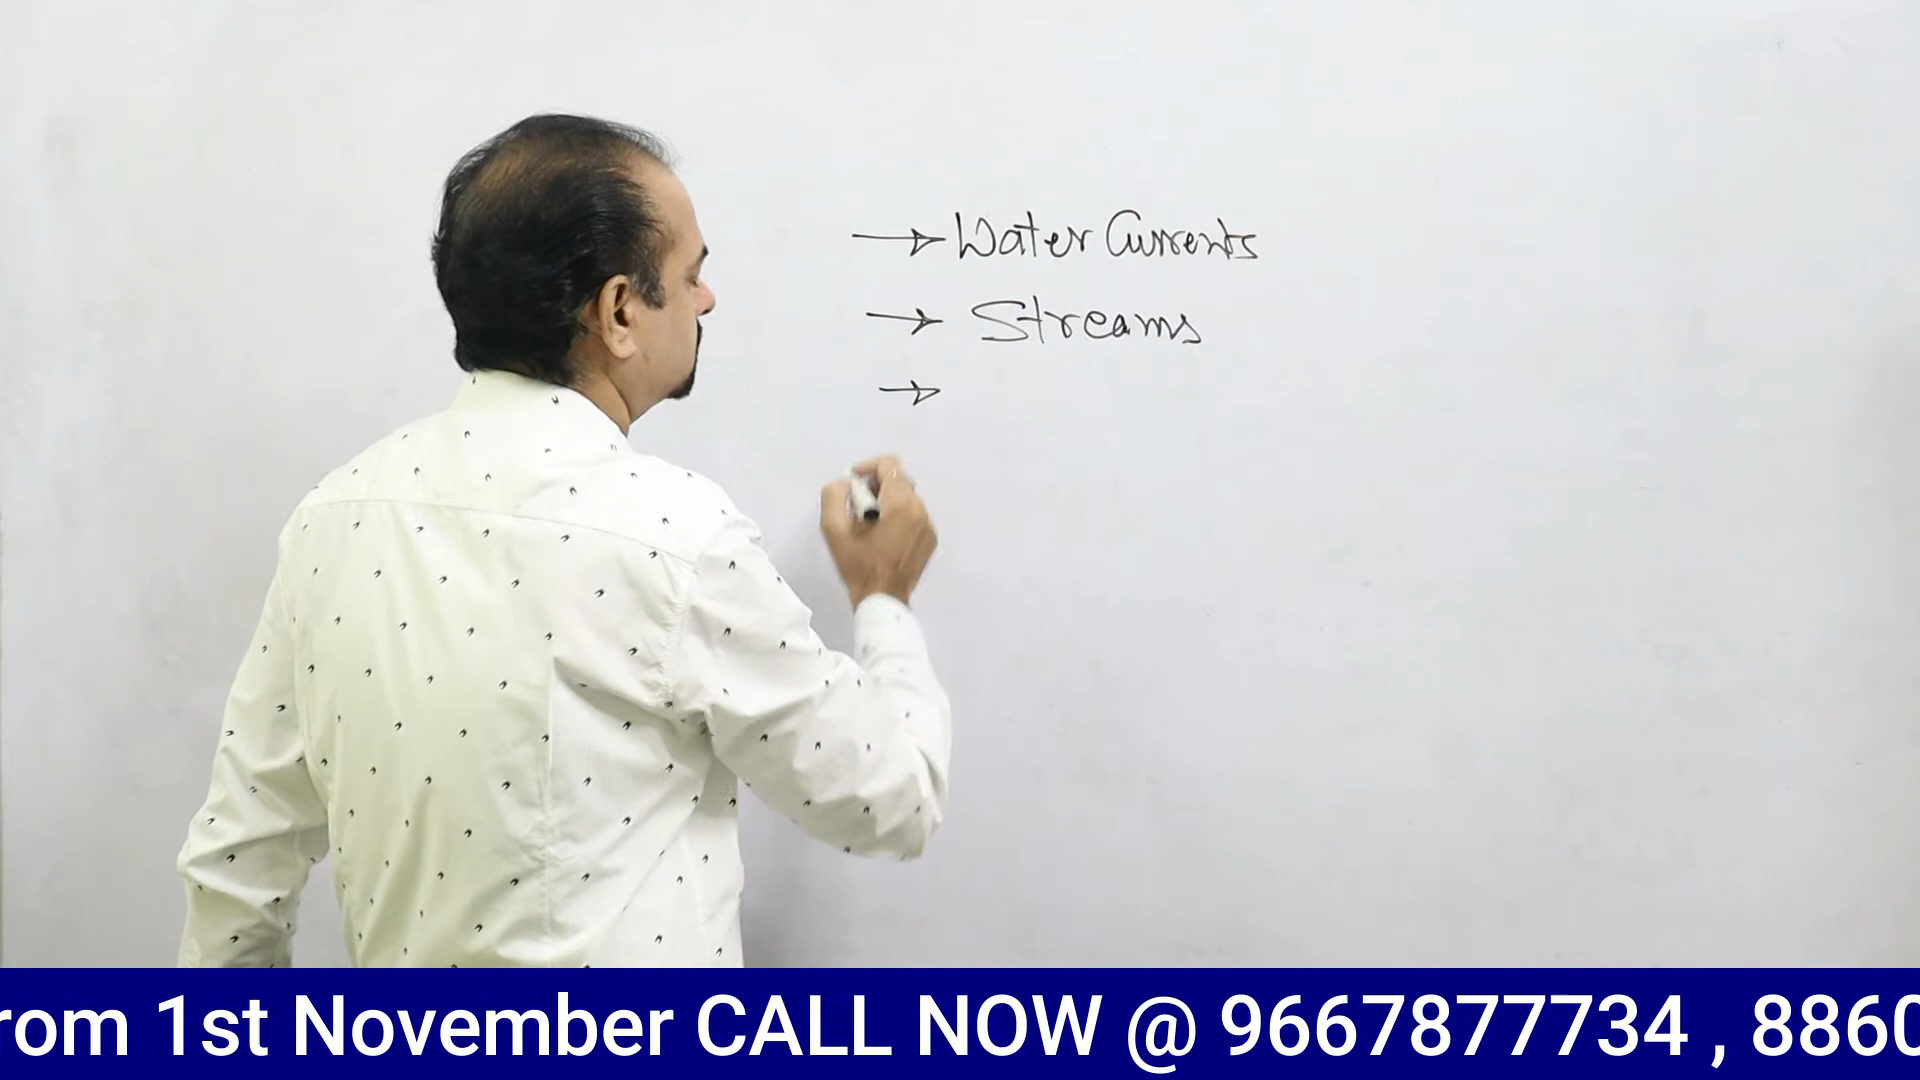 → Water Currents
→ Streams
→
rom 1st November CALL NOW @ 9667877734 , 8860